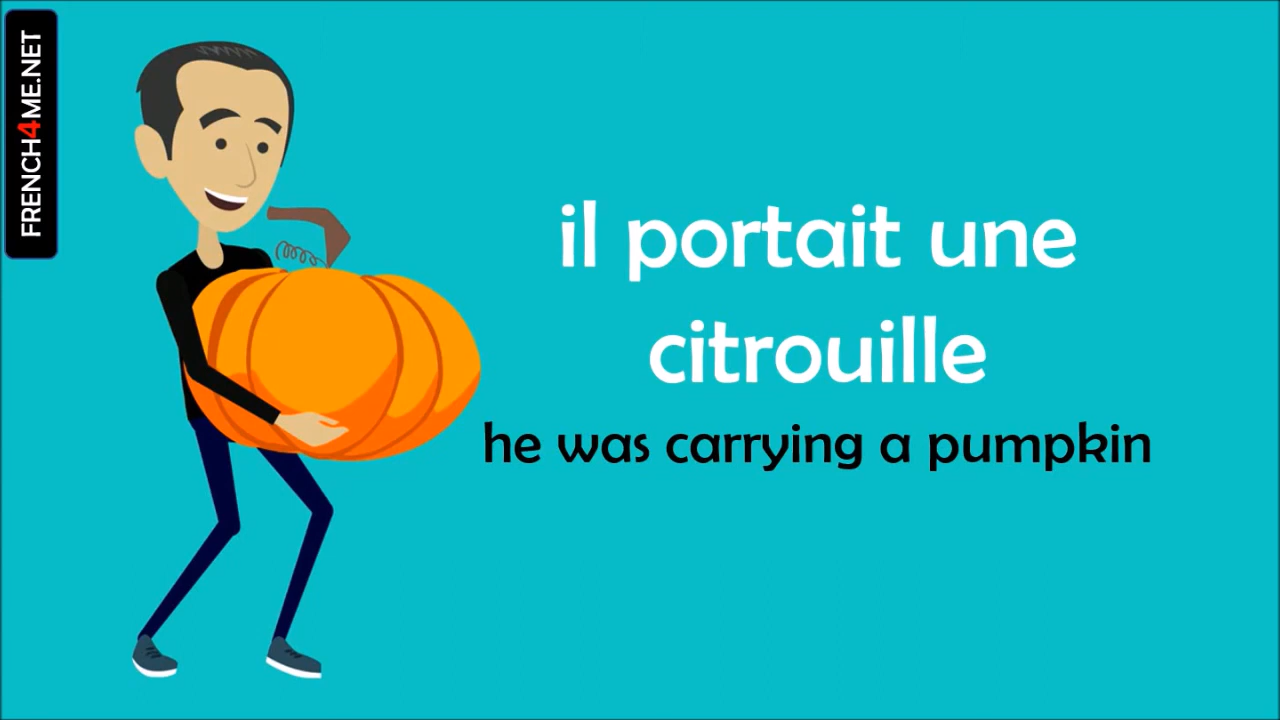 FRENCH4ME.NET
il portait une
citrouille
he was carrying a pumpkin